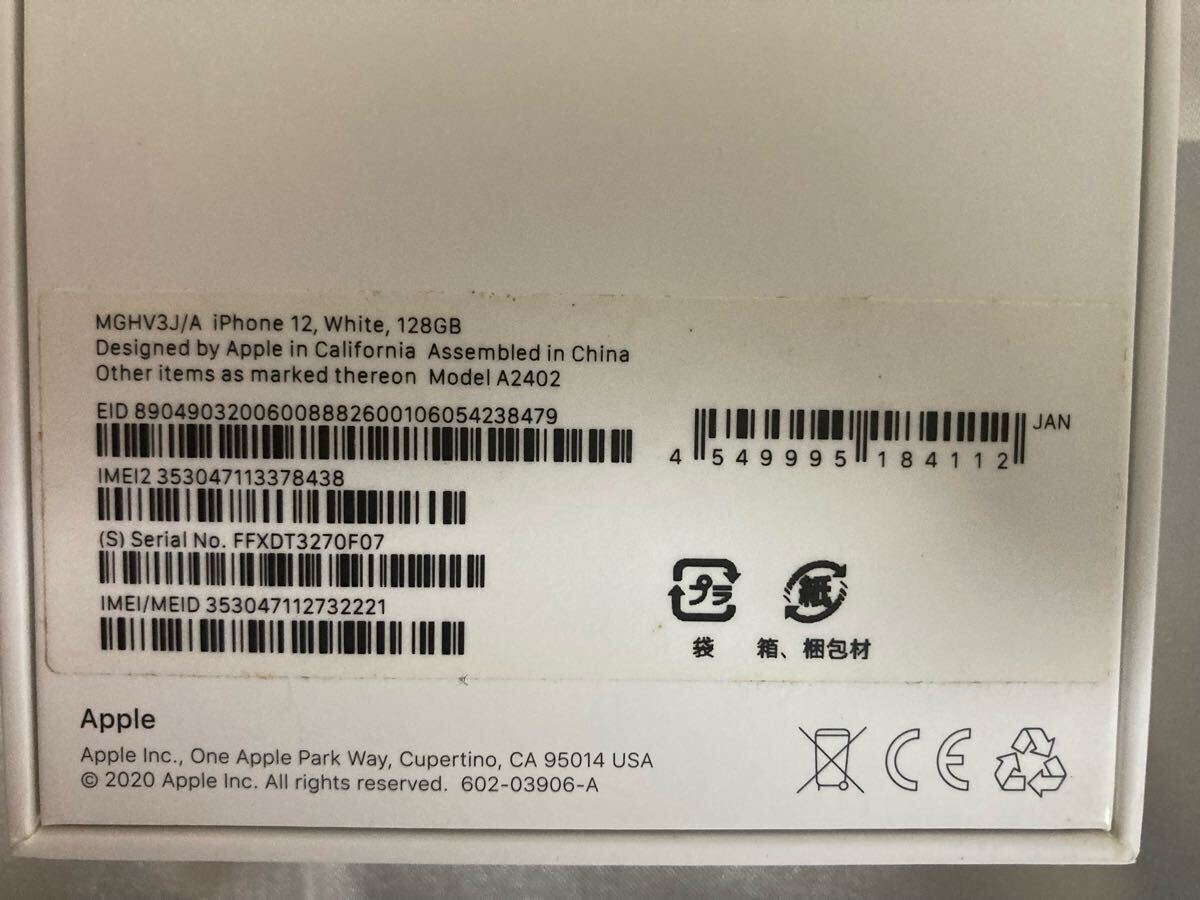 MGHV3J/A iPhone 12, White, 128GB
Designed by Apple in California Assembled in China
Other items as marked thereon Model A2402
EID 89049032006008882600106054238479
IMEI2 353047113378438
(S) Serial No. FFXDT3270F07
IMEI/MEID 353047112732221
JAN
4 549995 184112
プラ
袋
紙
箱、梱包材
Apple
Apple Inc., One Apple Park Way, Cupertino, CA 95014 USA
© 2020 Apple Inc. All rights reserved. 602-03906-A
CE